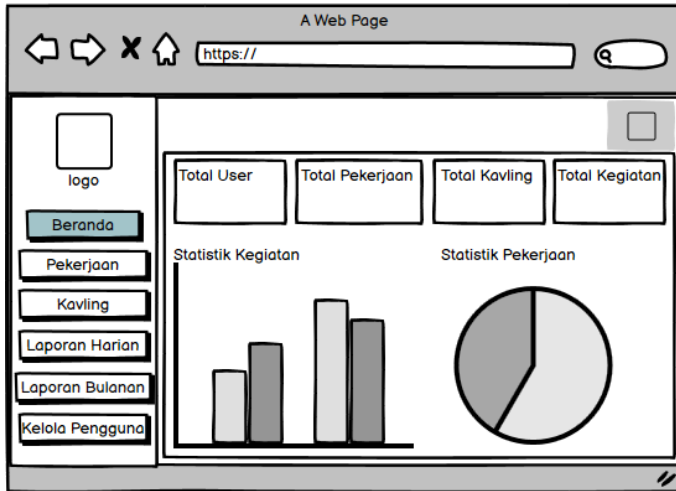 A Web Page
https://
logo
Beranda
Pekerjaan
Kavling
Laporan Harian
Laporan Bulanan
Kelola Pengguna
Total User
Total Pekerjaan
Total Kavling
Total Kegiatan
Statistik Kegiatan
Statistik Pekerjaan